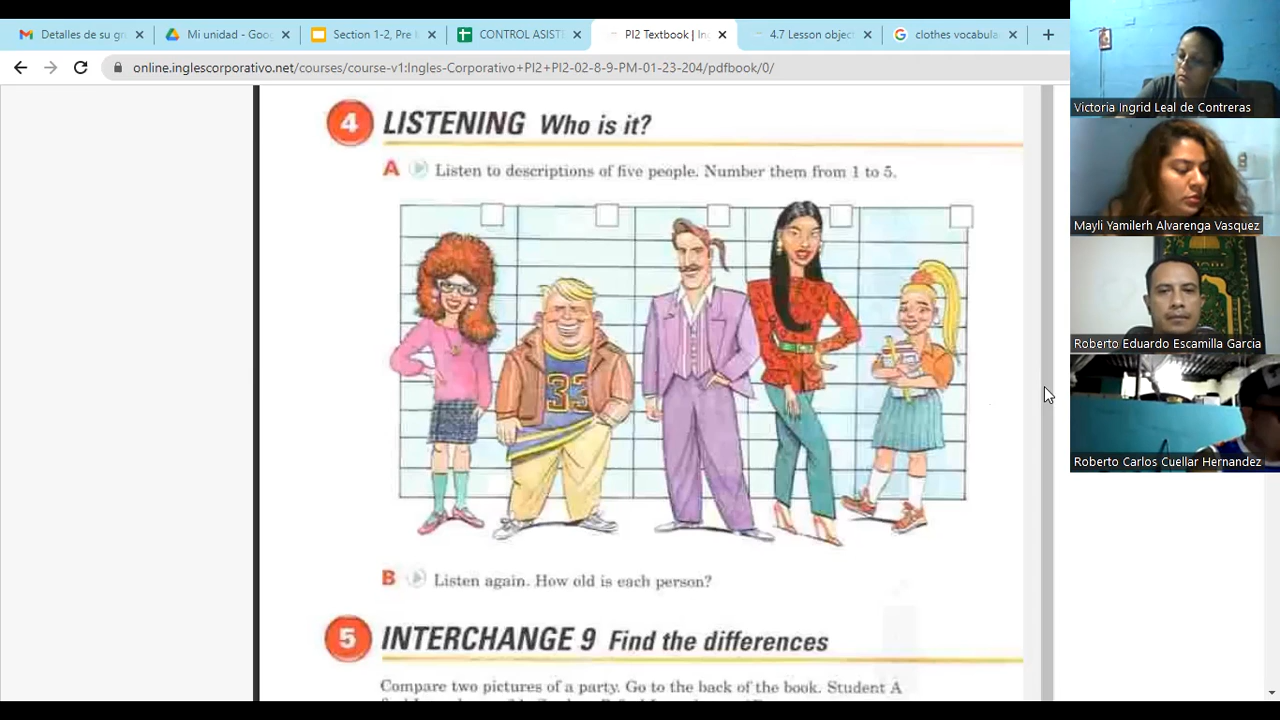 Detalles de su g
Mi unidad - Goo
Section 1-2, Pre
CONTROL ASIST
PI2 Textbook | In
4.7 Lesson objec
clothes vocabula
online.inglescorporativo.net/courses/course-v1:Ingles-Corporativo+PI2+PI2-02-8-9-PM-01-23-204/pdfbook/0/
4 LISTENING Who is it?
A Listen to descriptions of five people. Number them from 1 to 5.
33
B Listen again. How old is each person?
5 INTERCHANGE 9 Find the differences
Compare two pictures of a party. Go to the back of the book. Student A
Victoria Ingrid Leal de Contreras
Mayli Yamilerh Alvarenga Vasquez
Roberto Eduardo Escamilla Garcia
Roberto Carlos Cuellar Hernandez